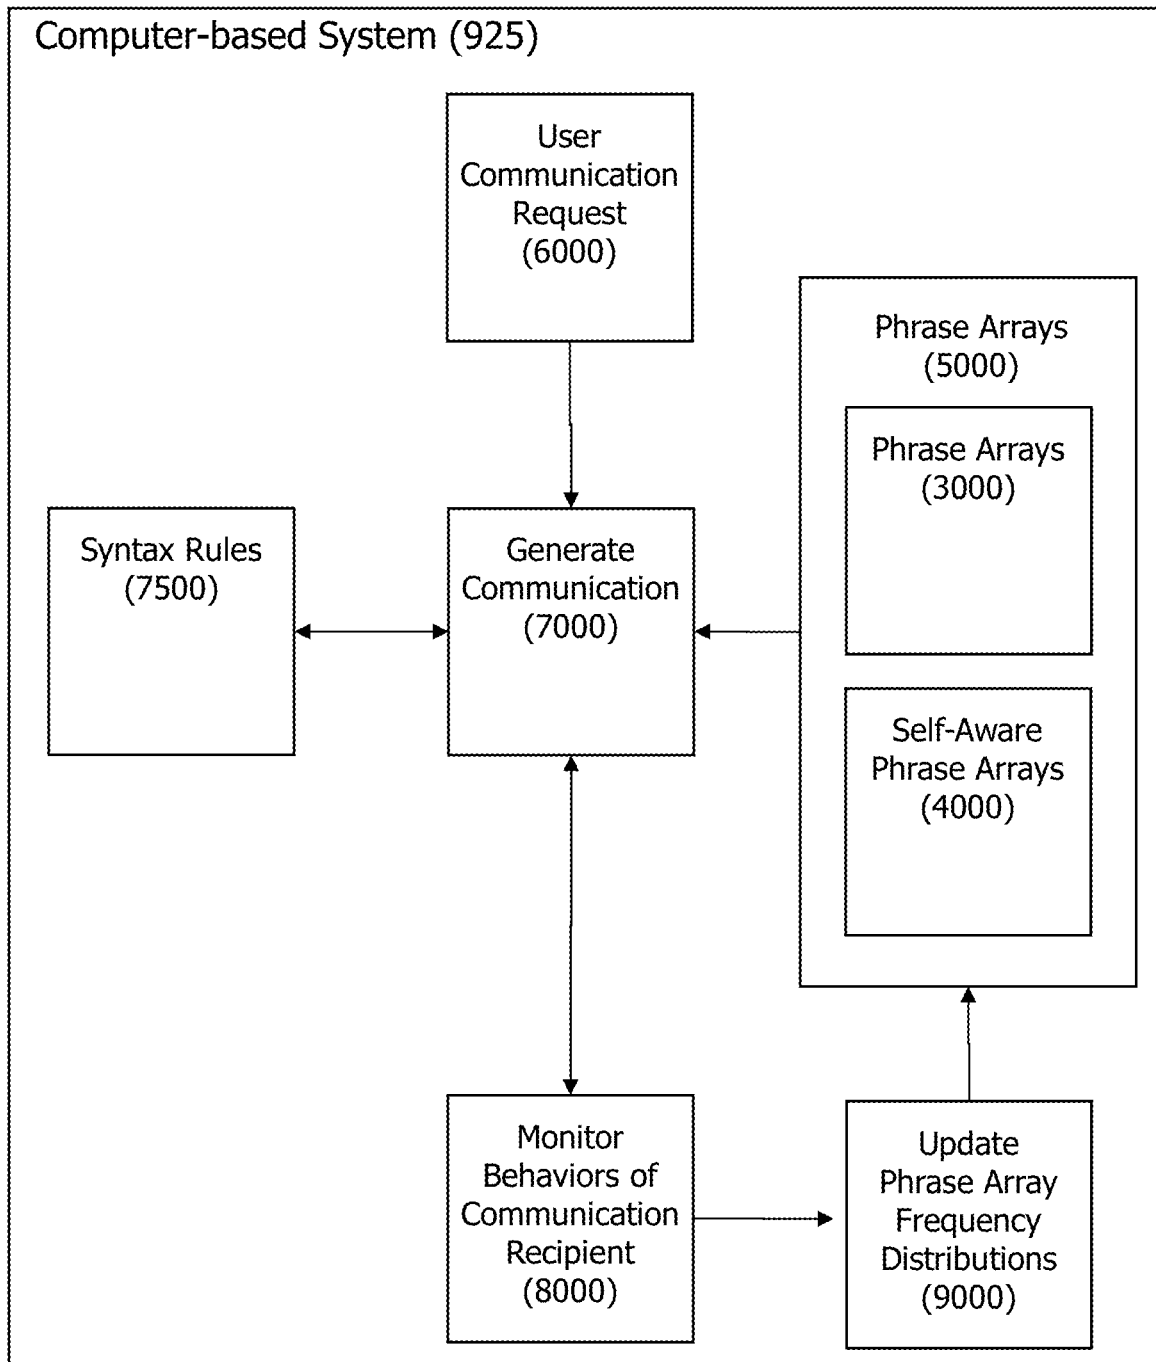 Computer-based System (925)
User
Communication
Request
(6000)
Phrase Arrays
(5000)
Phrase Arrays
(3000)
Syntax Rules
(7500)
Generate
Communication
(7000)
Self-Aware
Phrase Arrays
(4000)
Monitor
Behaviors of
Communication
Recipient
(8000)
Update
Phrase Array
Frequency
Distributions
(9000)